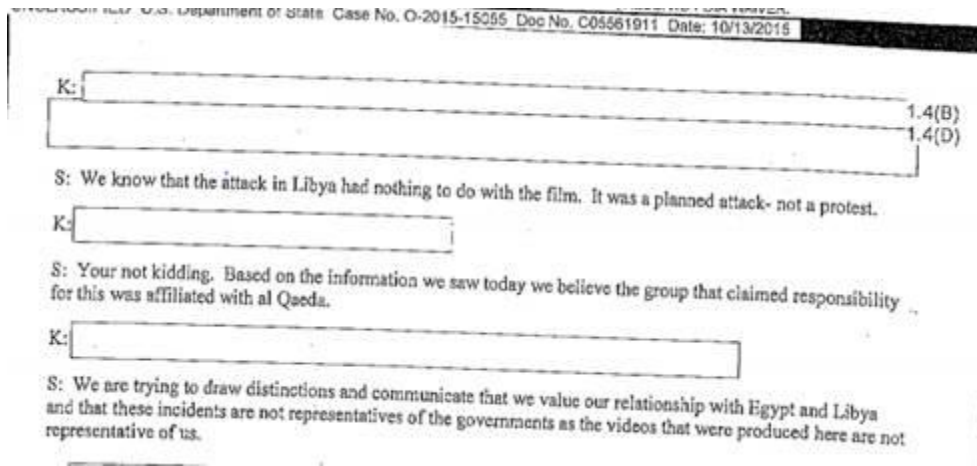 U.S. Department of State Case No. O-2015-15055 Doc No. C05561911 Date: 10/13/2015
K:
1.4(B)
1.4(D)
S: We know that the attack in Libya had nothing to do with the film. It was a planned attack- not a protest.
K:
S: Your not kidding. Based on the information we saw today we believe the group that claimed responsibility
for this was affiliated with al Qaeda.
K:
S: We are trying to draw distinctions and communicate that we value our relationship with Egypt and Libya
and that these incidents are not representatives of the governments as the videos that were produced here are not
representative of us.